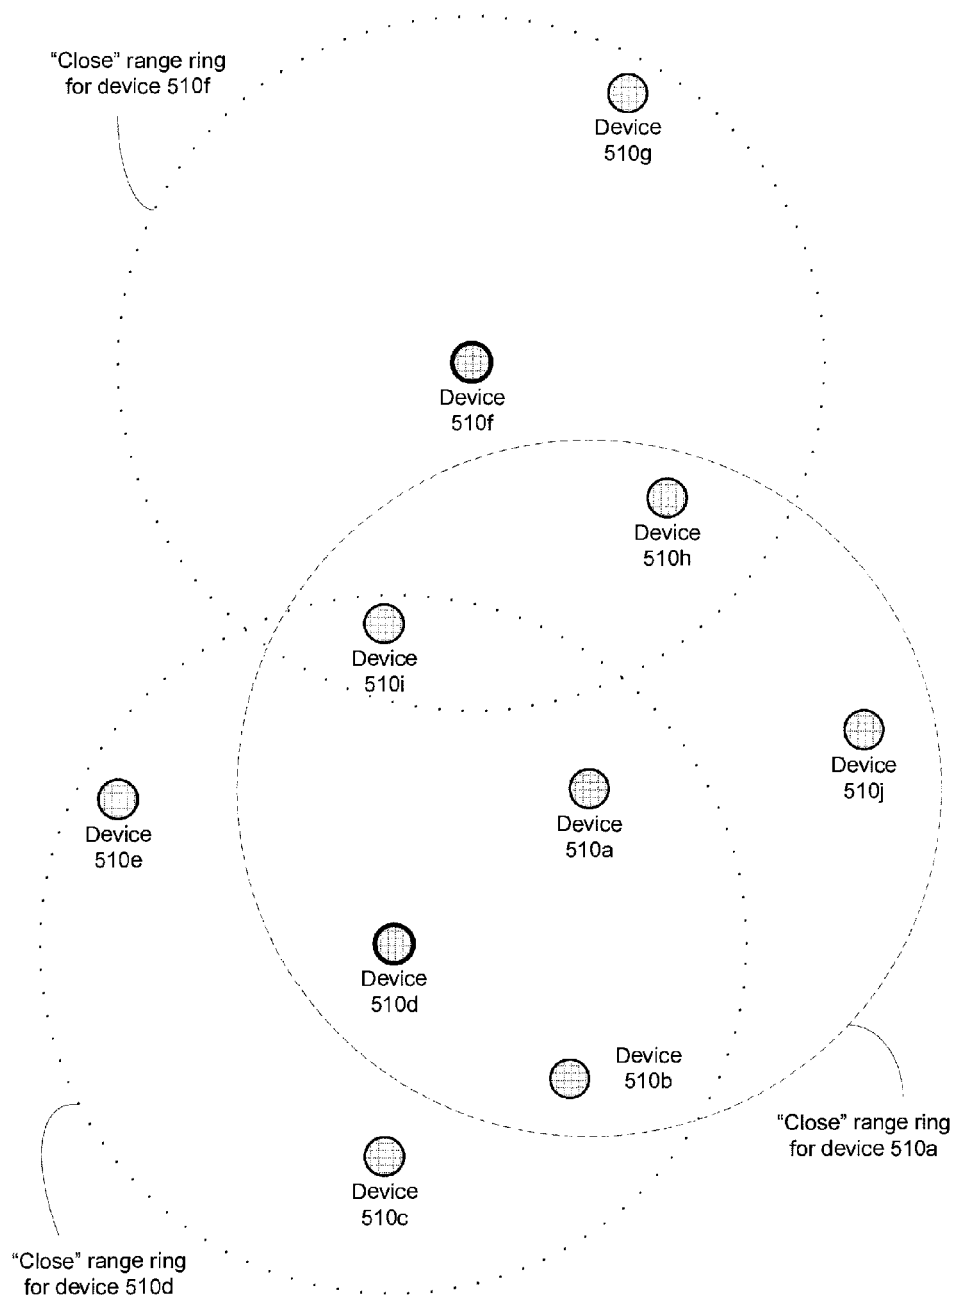 “Close” range ring
for device 510f
Device
510g
Device
510f
Device
510h
Device
510i
Device
510j
Device
510e
Device
510a
Device
510d
Device
510b
“Close” range ring
for device 510a
Device
510c
“Close” range ring
for device 510d